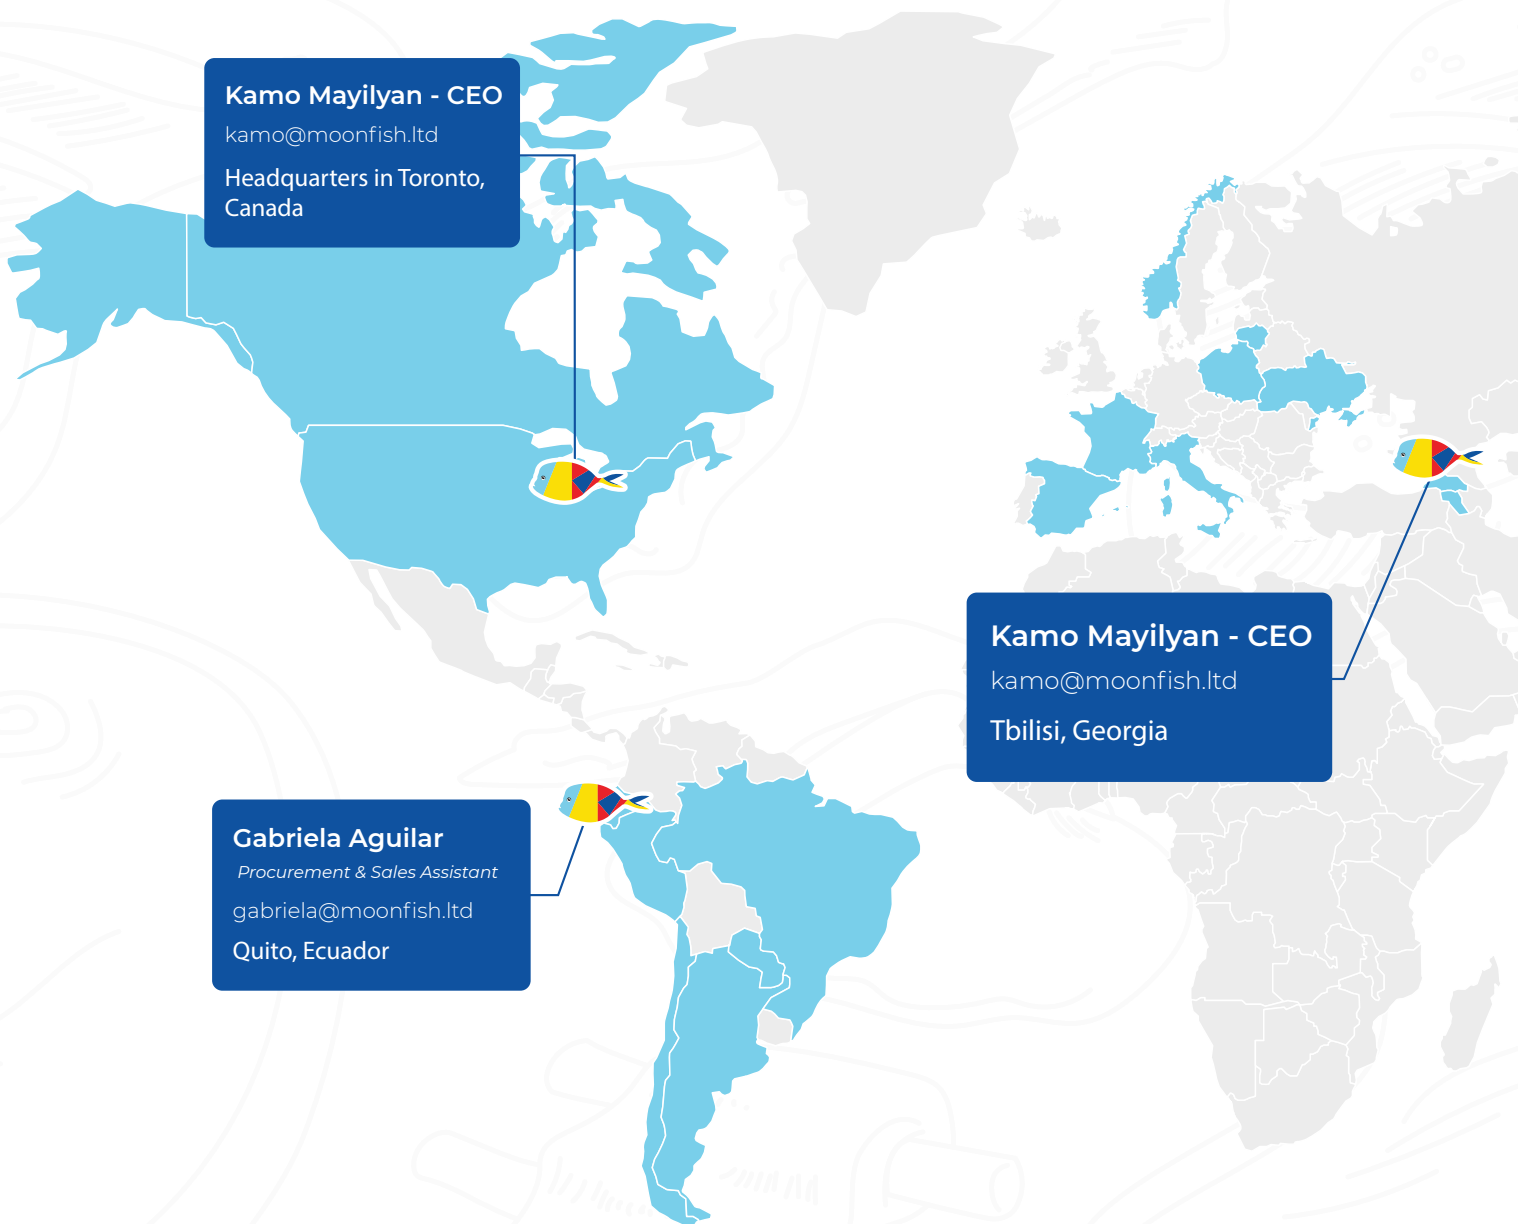 Kamo Mayilyan - CEO
kamo@moonfish.ltd
Headquarters in Toronto,
Canada
Kamo Mayilyan - CEO
kamo@moonfish.ltd
Tbilisi, Georgia
Gabriela Aguilar
Procurement & Sales Assistant
gabriela@moonfish.ltd
Quito, Ecuador